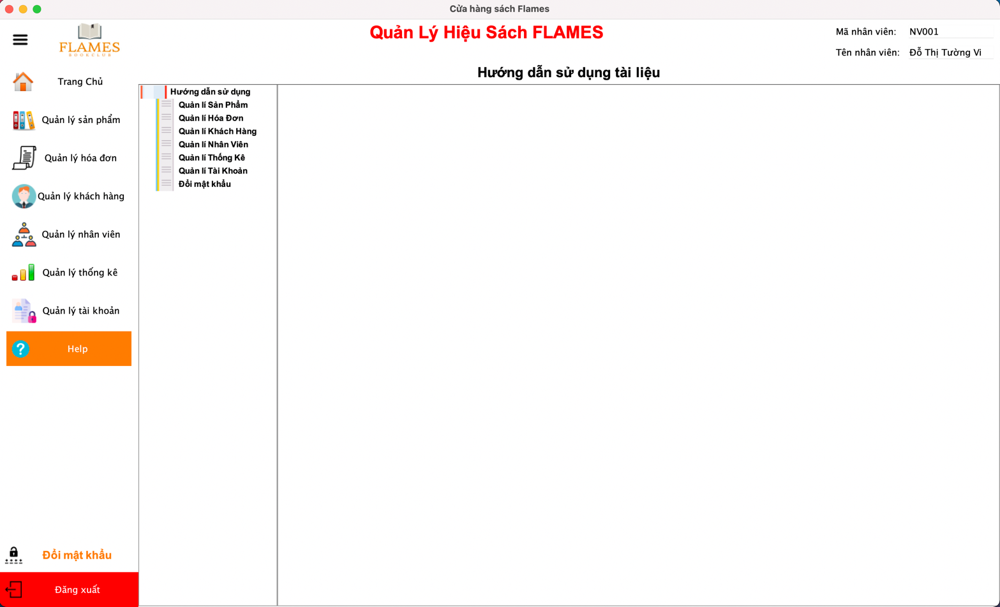 Cửa hàng sách Flames
FLAMES
BOOKCLUB
Quản Lý Hiệu Sách FLAMES
Mã nhân viên: NV001
Tên nhân viên: Đỗ Thị Tường Vi
Hướng dẫn sử dụng tài liệu
Trang Chủ
Quản lý sản phẩm
Quản lý hóa đơn
Quản lý khách hàng
Quản lý nhân viên
Quản lý thống kê
Quản lý tài khoản
Help
Đổi mật khẩu
Đăng xuất
Hướng dẫn sử dụng
Quản lí Sản Phẩm
Quản lí Hóa Đơn
Quản lí Khách Hàng
Quản lí Nhân Viên
Quản lí Thống Kê
Quản lí Tài Khoản
Đổi mật khẩu